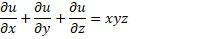 ∂u/∂x + ∂u/∂y + ∂u/∂z = xyz